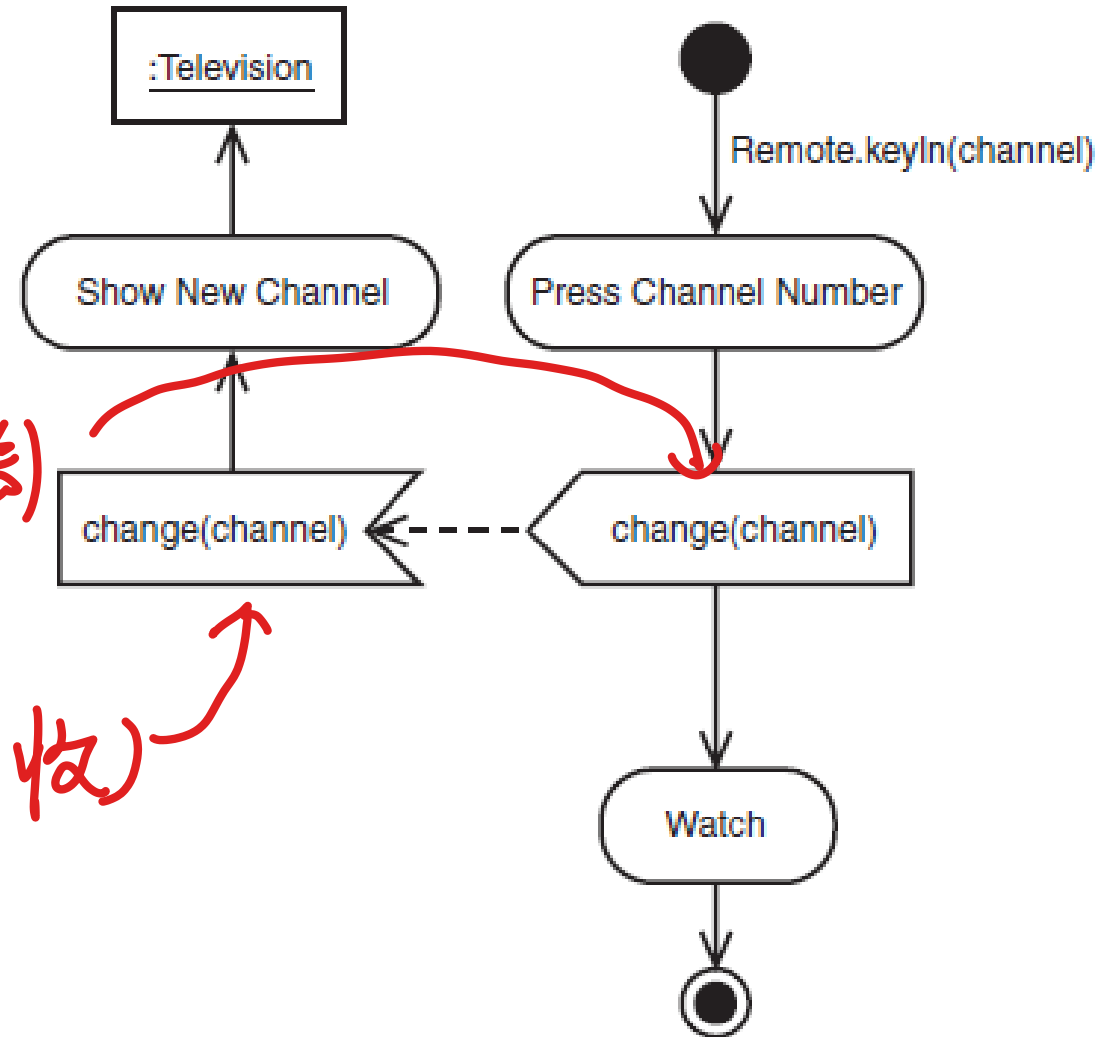 :Television
Remote.keyIn(channel)
Show New Channel
Press Channel Number
change(channel)
change(channel)
收)
Watch